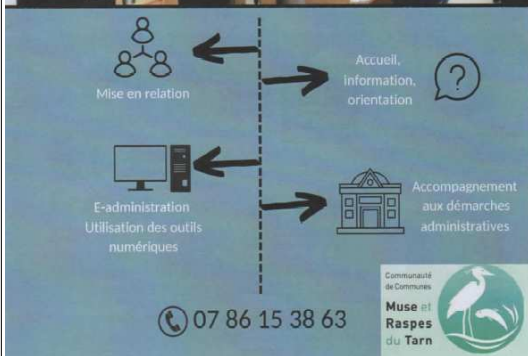 Mise en relation
Accueil,
information,
orientation
?
E-administration
Utilisation des outils
numériques
Accompagnement
aux démarches
administratives
07 86 15 38 63
Communauté
de Communes
Muse et
Raspes
du Tarn